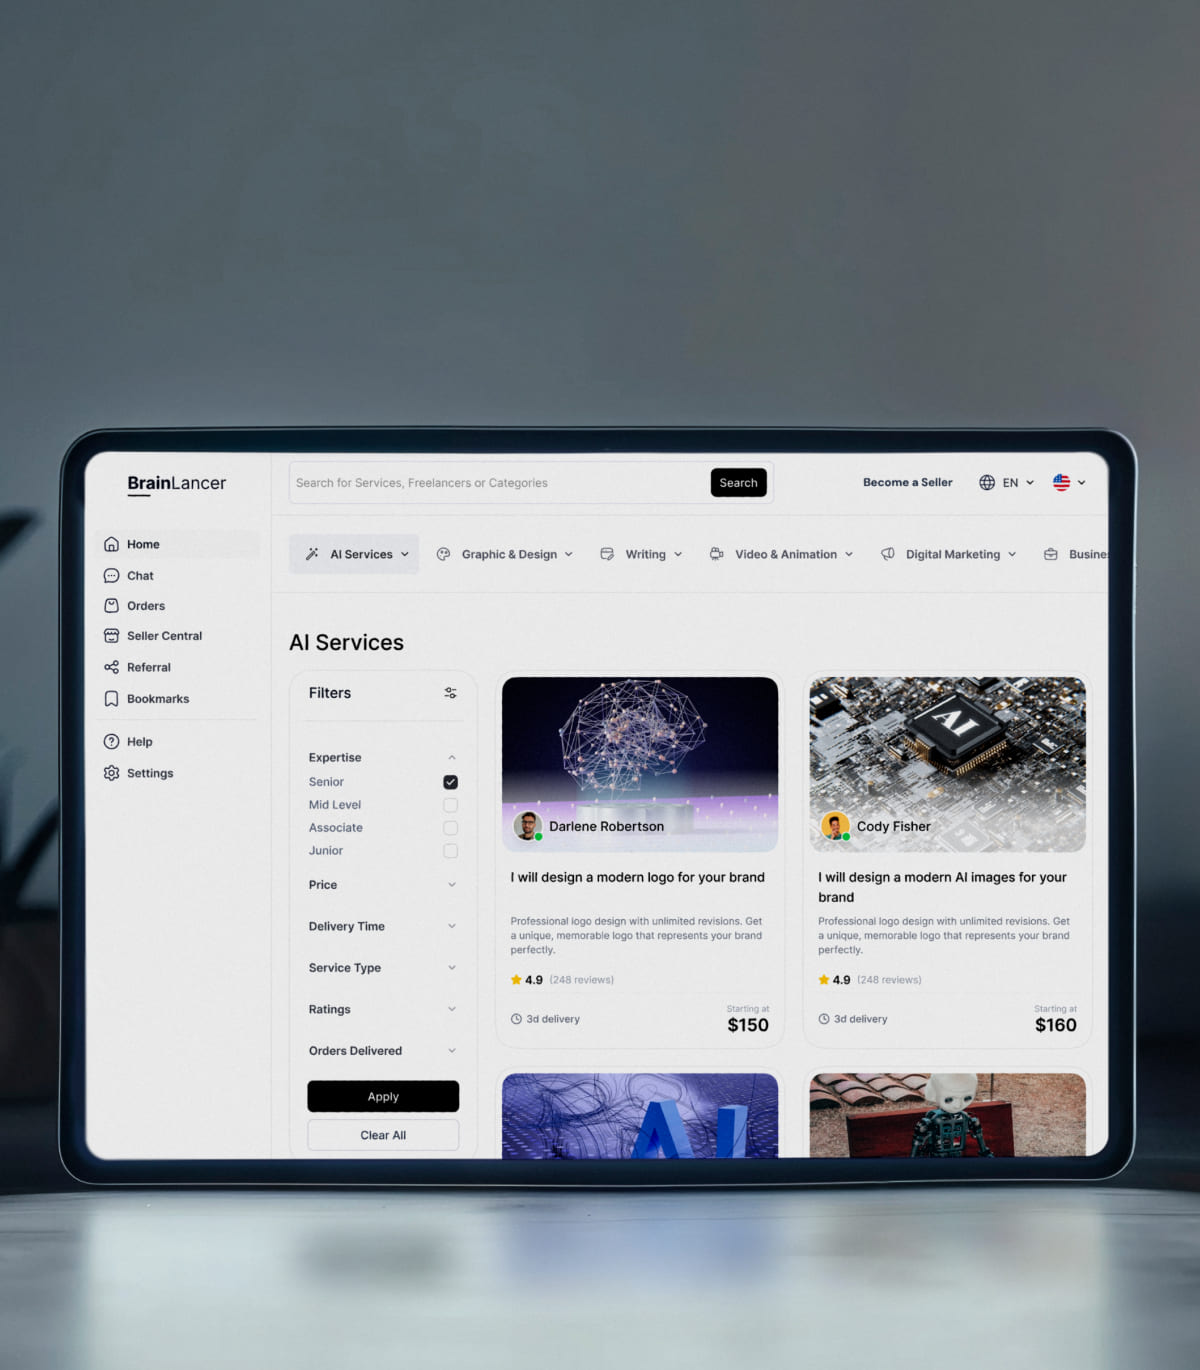 BrainLancer
Search for Services, Freelancers or Categories
Search
Become a Seller
EN
Home
Chat
Orders
Seller Central
Referral
Bookmarks
Help
Settings
AI Services
Graphic & Design
Writing
Video & Animation
Digital Marketing
AI Services
Filters
Expertise
Senior
Mid Level
Associate
Junior
Price
Delivery Time
Service Type
Ratings
Orders Delivered
Apply
Clear All
Darlene Robertson
I will design a modern logo for your brand
Professional logo design with unlimited revisions. Get
a unique, memorable logo that represents your brand
perfectly.
4.9 (248 reviews)
3d delivery
Starting at
$150
AI
Cody Fisher
I will design a modern AI images for your
brand
Professional logo design with unlimited revisions. Get
a unique, memorable logo that represents your brand
perfectly.
4.9 (248 reviews)
3d delivery
Starting at
$160
AI